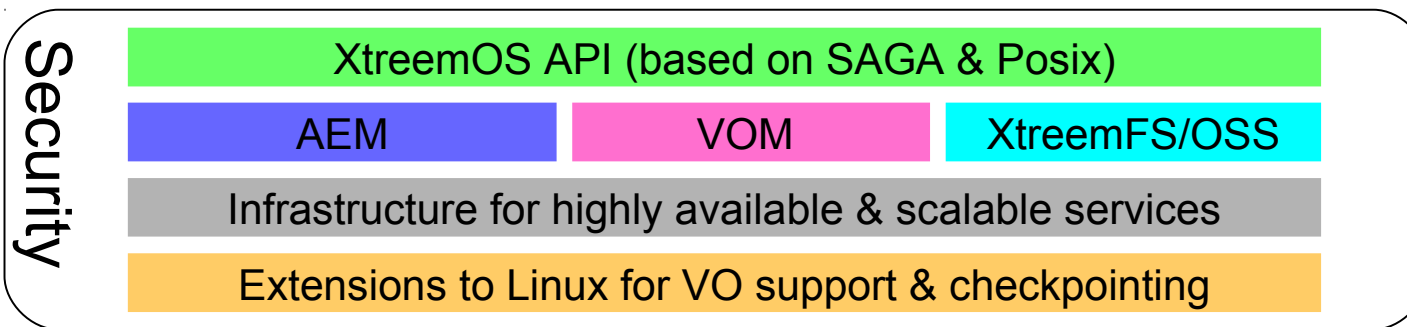 Security
XtreemOS API (based on SAGA & Posix)
AEM
VOM
XtreemFS/OSS
Infrastructure for highly available & scalable services
Extensions to Linux for VO support & checkpointing